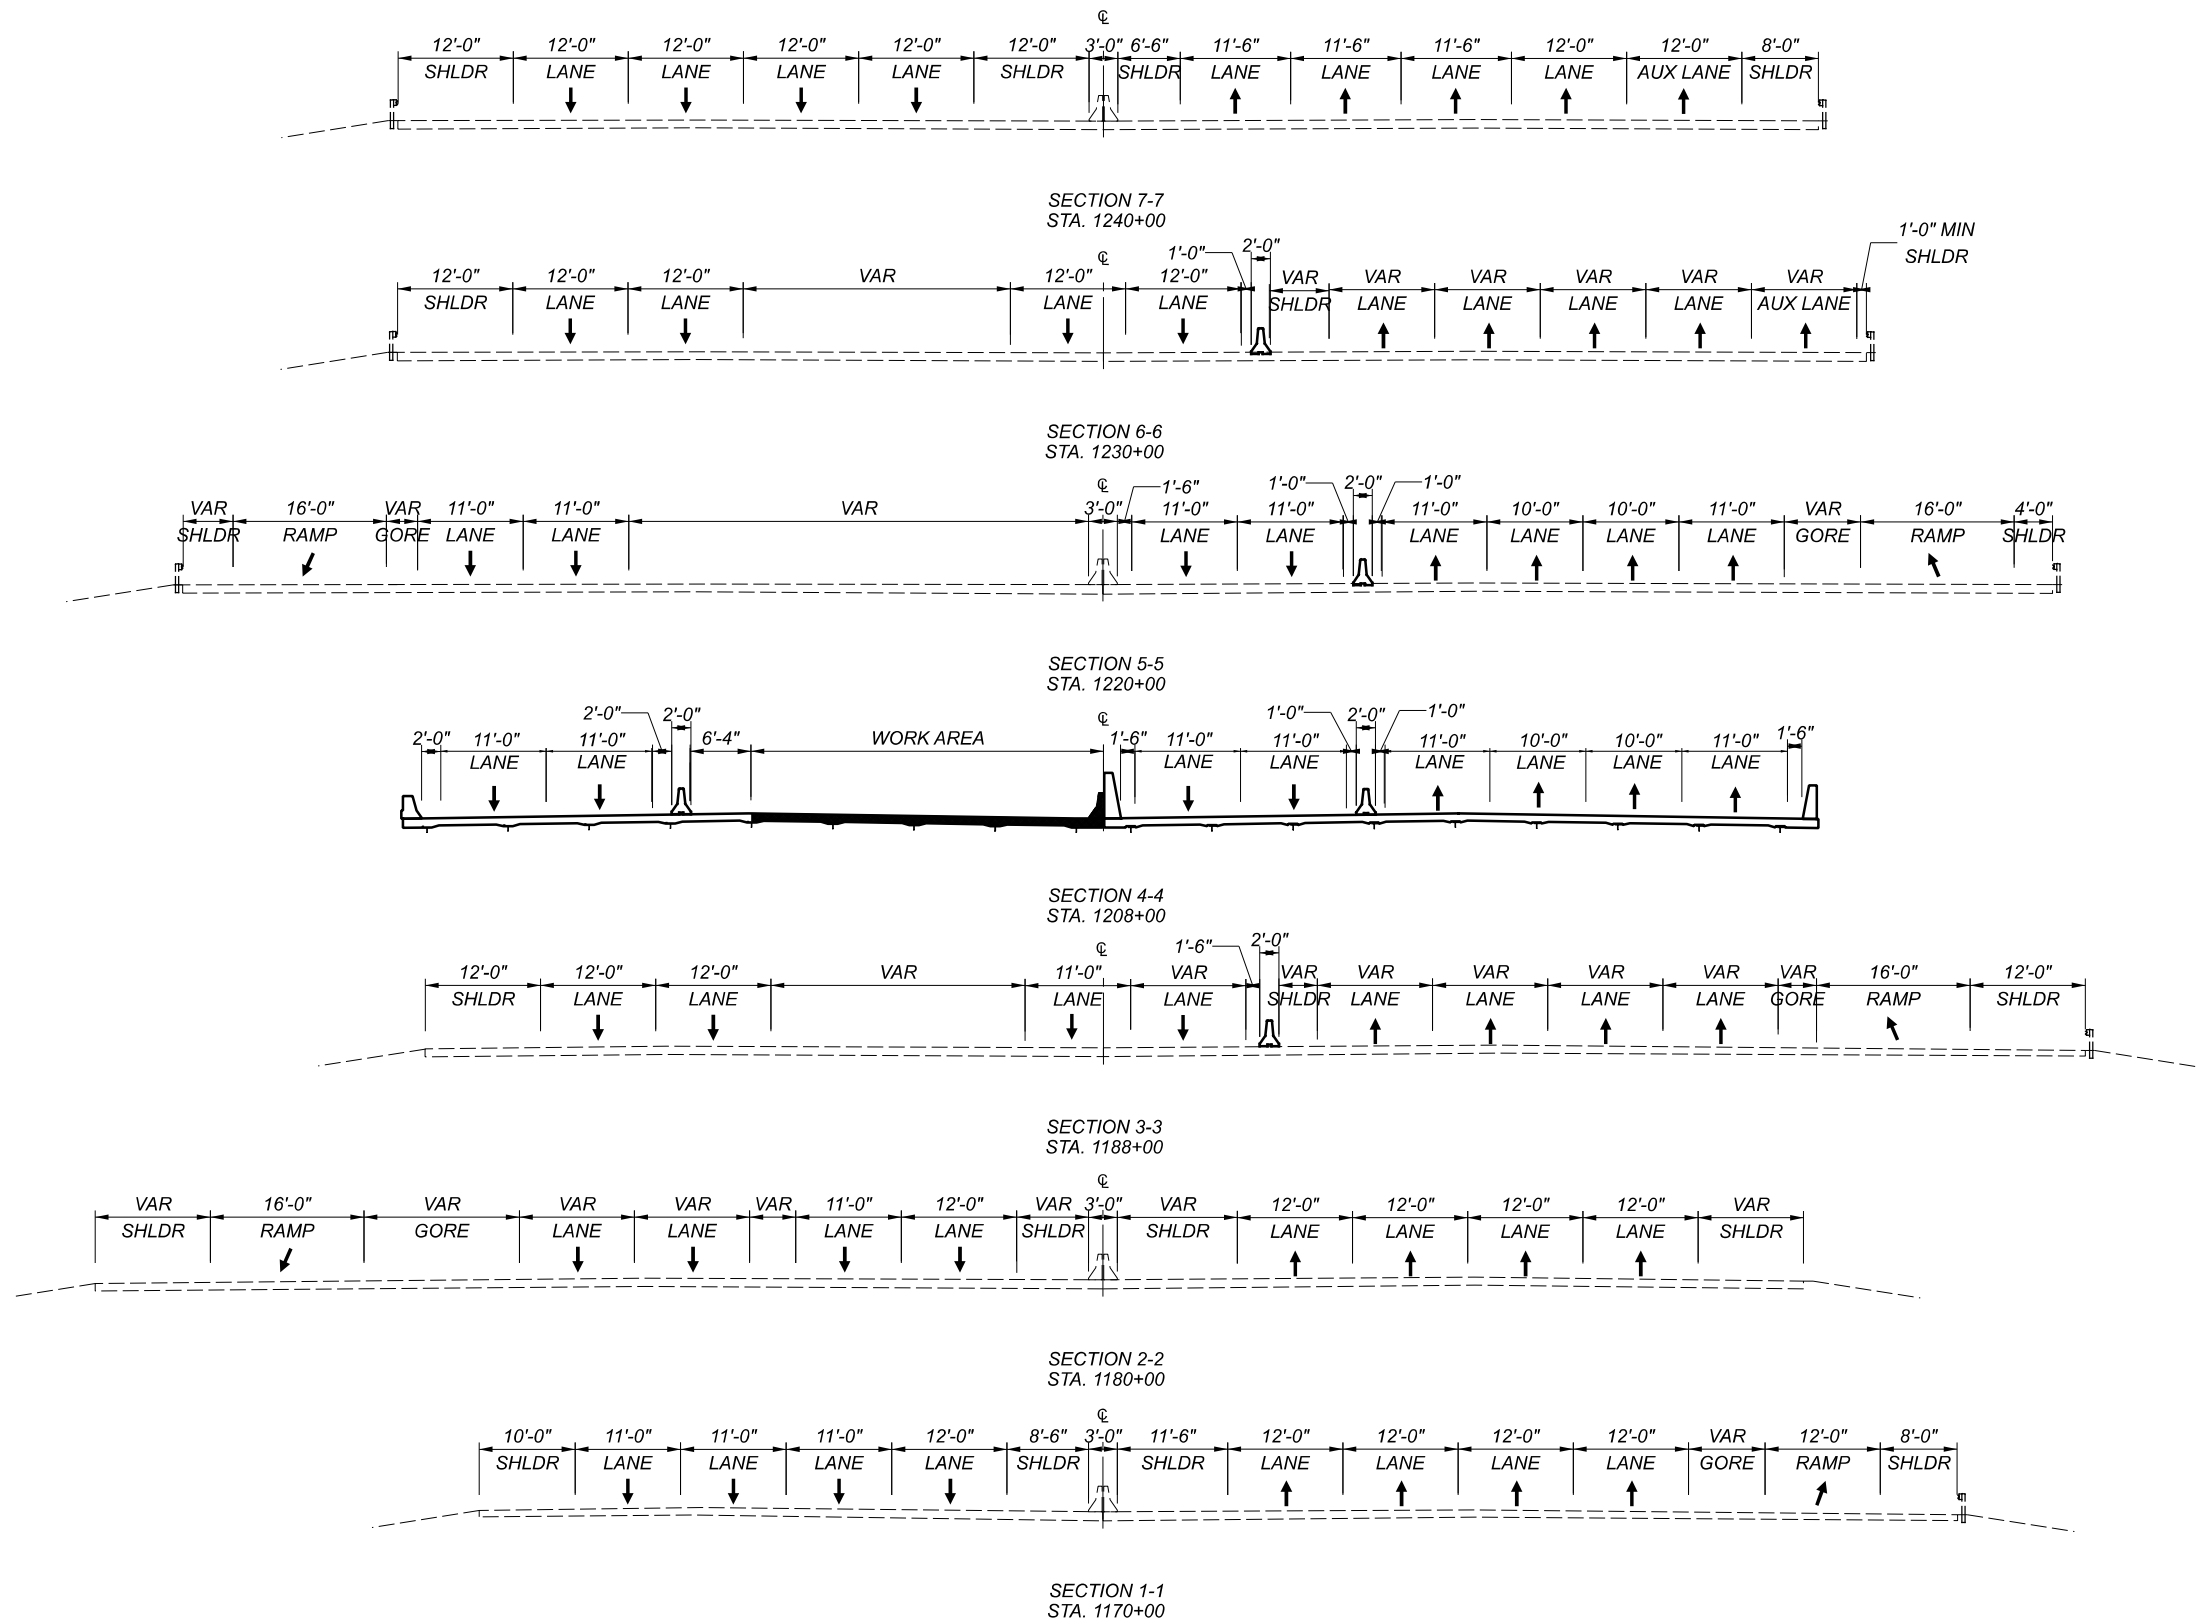 ℄
12'-0" 12'-0" 12'-0" 12'-0" 12'-0" 12'-0" 3'-0" 6'-6" 11'-6" 11'-6" 11'-6" 12'-0" 12'-0" 8'-0"
SHLDR LANE LANE LANE LANE SHLDR SHLDR LANE LANE LANE LANE AUX LANE SHLDR
SECTION 7-7
STA. 1240+00
1'-0" MIN
SHLDR
1'-0" ℄ 2'-0"
12'-0" 12'-0" 12'-0" VAR 12'-0" 12'-0" VAR VAR VAR VAR VAR VAR
SHLDR LANE LANE LANE LANE SHLDR LANE LANE LANE LANE AUX LANE
SECTION 6-6
STA. 1230+00
℄ 1'-6" 1'-0" 2'-0" 1'-0"
VAR 16'-0" VAR 11'-0" 11'-0" VAR 3'-0" 11'-0" 11'-0" 11'-0" 10'-0" 10'-0" 11'-0" VAR 16'-0" 4'-0"
SHLDR RAMP GORE LANE LANE LANE LANE LANE LANE LANE LANE GORE RAMP SHLDR
SECTION 5-5
STA. 1220+00
2'-0" 2'-0" ℄ 1'-0" 2'-0" 1'-0"
2'-0" 11'-0" 11'-0" 6'-4" WORK AREA 1'-6" 11'-0" 11'-0" 11'-0" 10'-0" 10'-0" 11'-0" 1'-6"
LANE LANE LANE LANE LANE LANE LANE LANE
SECTION 4-4
STA. 1208+00
℄ 1'-6" 2'-0"
12'-0" 12'-0" 12'-0" VAR 11'-0" VAR VAR VAR VAR VAR VAR VAR 16'-0" 12'-0"
SHLDR LANE LANE LANE LANE SHLDR LANE LANE LANE LANE GORE RAMP SHLDR
SECTION 3-3
STA. 1188+00
℄
VAR 16'-0" VAR VAR VAR VAR 11'-0" 12'-0" VAR 3'-0" VAR 12'-0" 12'-0" 12'-0" 12'-0" VAR
SHLDR RAMP GORE LANE LANE LANE LANE SHLDR SHLDR LANE LANE LANE LANE SHLDR
SECTION 2-2
STA. 1180+00
℄
10'-0" 11'-0" 11'-0" 11'-0" 12'-0" 8'-6" 3'-0" 11'-6" 12'-0" 12'-0" 12'-0" 12'-0" VAR 12'-0" 8'-0"
SHLDR LANE LANE LANE LANE SHLDR SHLDR LANE LANE LANE LANE GORE RAMP SHLDR
SECTION 1-1
STA. 1170+00